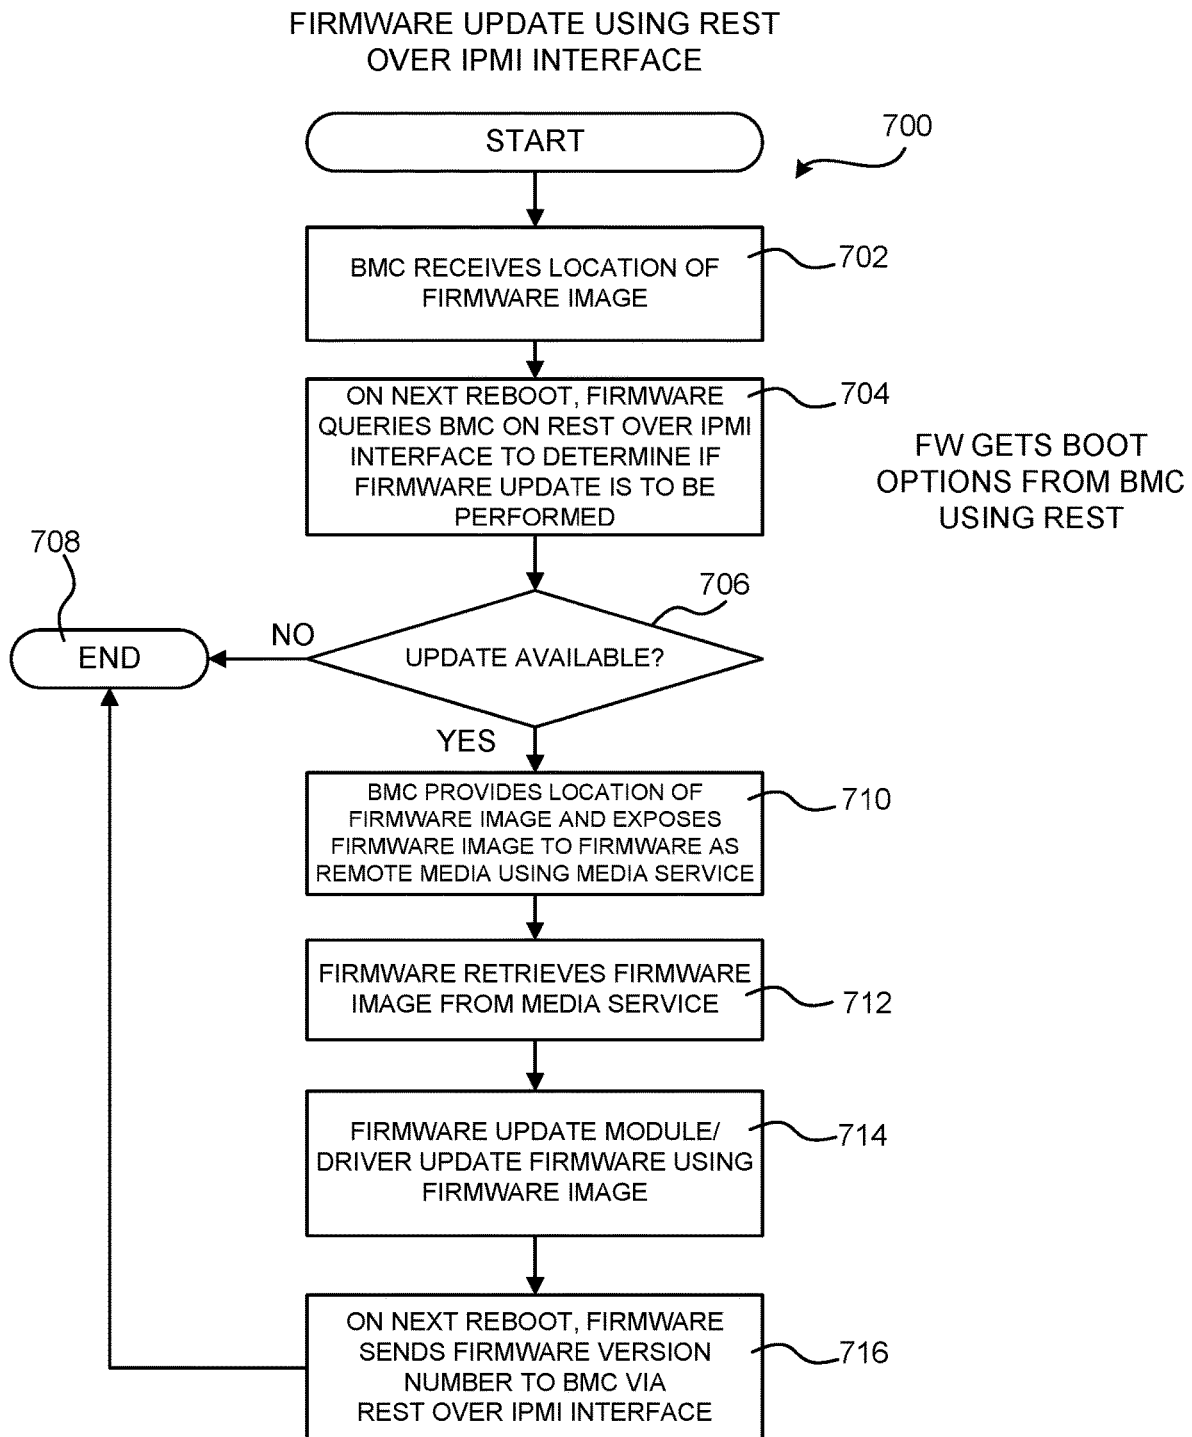 FIRMWARE UPDATE USING REST
OVER IPMI INTERFACE
START
700
BMC RECEIVES LOCATION OF
FIRMWARE IMAGE
702
ON NEXT REBOOT, FIRMWARE
QUERIES BMC ON REST OVER IPMI
INTERFACE TO DETERMINE IF
FIRMWARE UPDATE IS TO BE
PERFORMED
704
FW GETS BOOT
OPTIONS FROM BMC
USING REST
708
END
NO
706
UPDATE AVAILABLE?
YES
BMC PROVIDES LOCATION OF
FIRMWARE IMAGE AND EXPOSES
FIRMWARE IMAGE TO FIRMWARE AS
REMOTE MEDIA USING MEDIA SERVICE
710
FIRMWARE RETRIEVES FIRMWARE
IMAGE FROM MEDIA SERVICE
712
FIRMWARE UPDATE MODULE/
DRIVER UPDATE FIRMWARE USING
FIRMWARE IMAGE
714
ON NEXT REBOOT, FIRMWARE
SENDS FIRMWARE VERSION
NUMBER TO BMC VIA
REST OVER IPMI INTERFACE
716